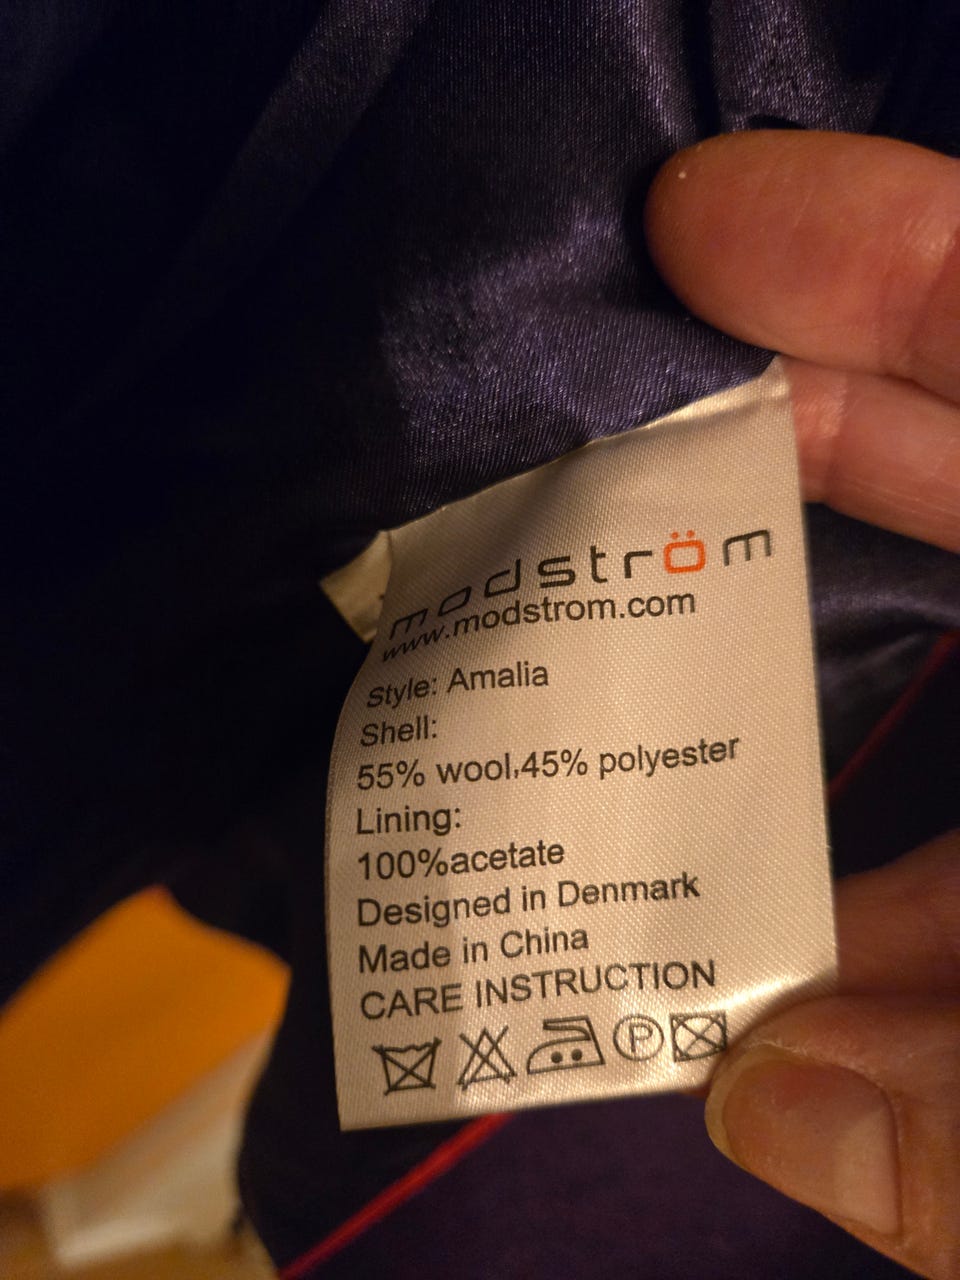 modström
www.modstrom.com
Style: Amalia
Shell:
55% wool,45% polyester
Lining:
100%acetate
Designed in Denmark
Made in China
CARE INSTRUCTION
P